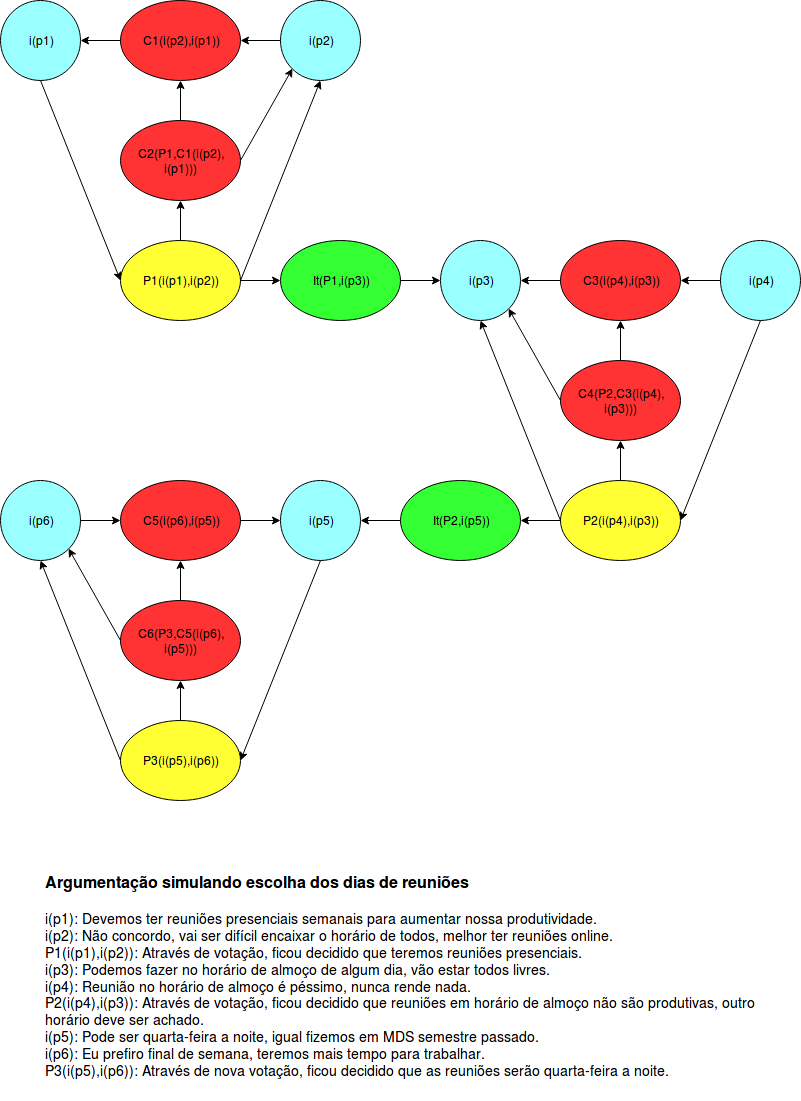 i(p1)
C1(i(p2),i(p1))
i(p2)
C2(P1,C1(i(p2),
i(p1)))
P1(i(p1),i(p2))
It(P1,i(p3))
i(p3)
C3(i(p4),i(p3))
i(p4)
C4(P2,C3(i(p4),
i(p3)))
i(p6)
C5(i(p6),i(p5))
i(p5)
It(P2,i(p5))
P2(i(p4),i(p3))
C6(P3,C5(i(p6),
i(p5)))
P3(i(p5),i(p6))
Argumentação simulando escolha dos dias de reuniões
i(p1): Devemos ter reuniões presenciais semanais para aumentar nossa produtividade.
i(p2): Não concordo, vai ser difícil encaixar o horário de todos, melhor ter reuniões online.
P1(i(p1),i(p2)): Através de votação, ficou decidido que teremos reuniões presenciais.
i(p3): Podemos fazer no horário de almoço de algum dia, vão estar todos livres.
i(p4): Reunião no horário de almoço é péssimo, nunca rende nada.
P2(i(p4),i(p3)): Através de votação, ficou decidido que reuniões em horário de almoço não são produtivas, outro
horário deve ser achado.
i(p5): Pode ser quarta-feira a noite, igual fizemos em MDS semestre passado.
i(p6): Eu prefiro final de semana, teremos mais tempo para trabalhar.
P3(i(p5),i(p6)): Através de nova votação, ficou decidido que as reuniões serão quarta-feira a noite.